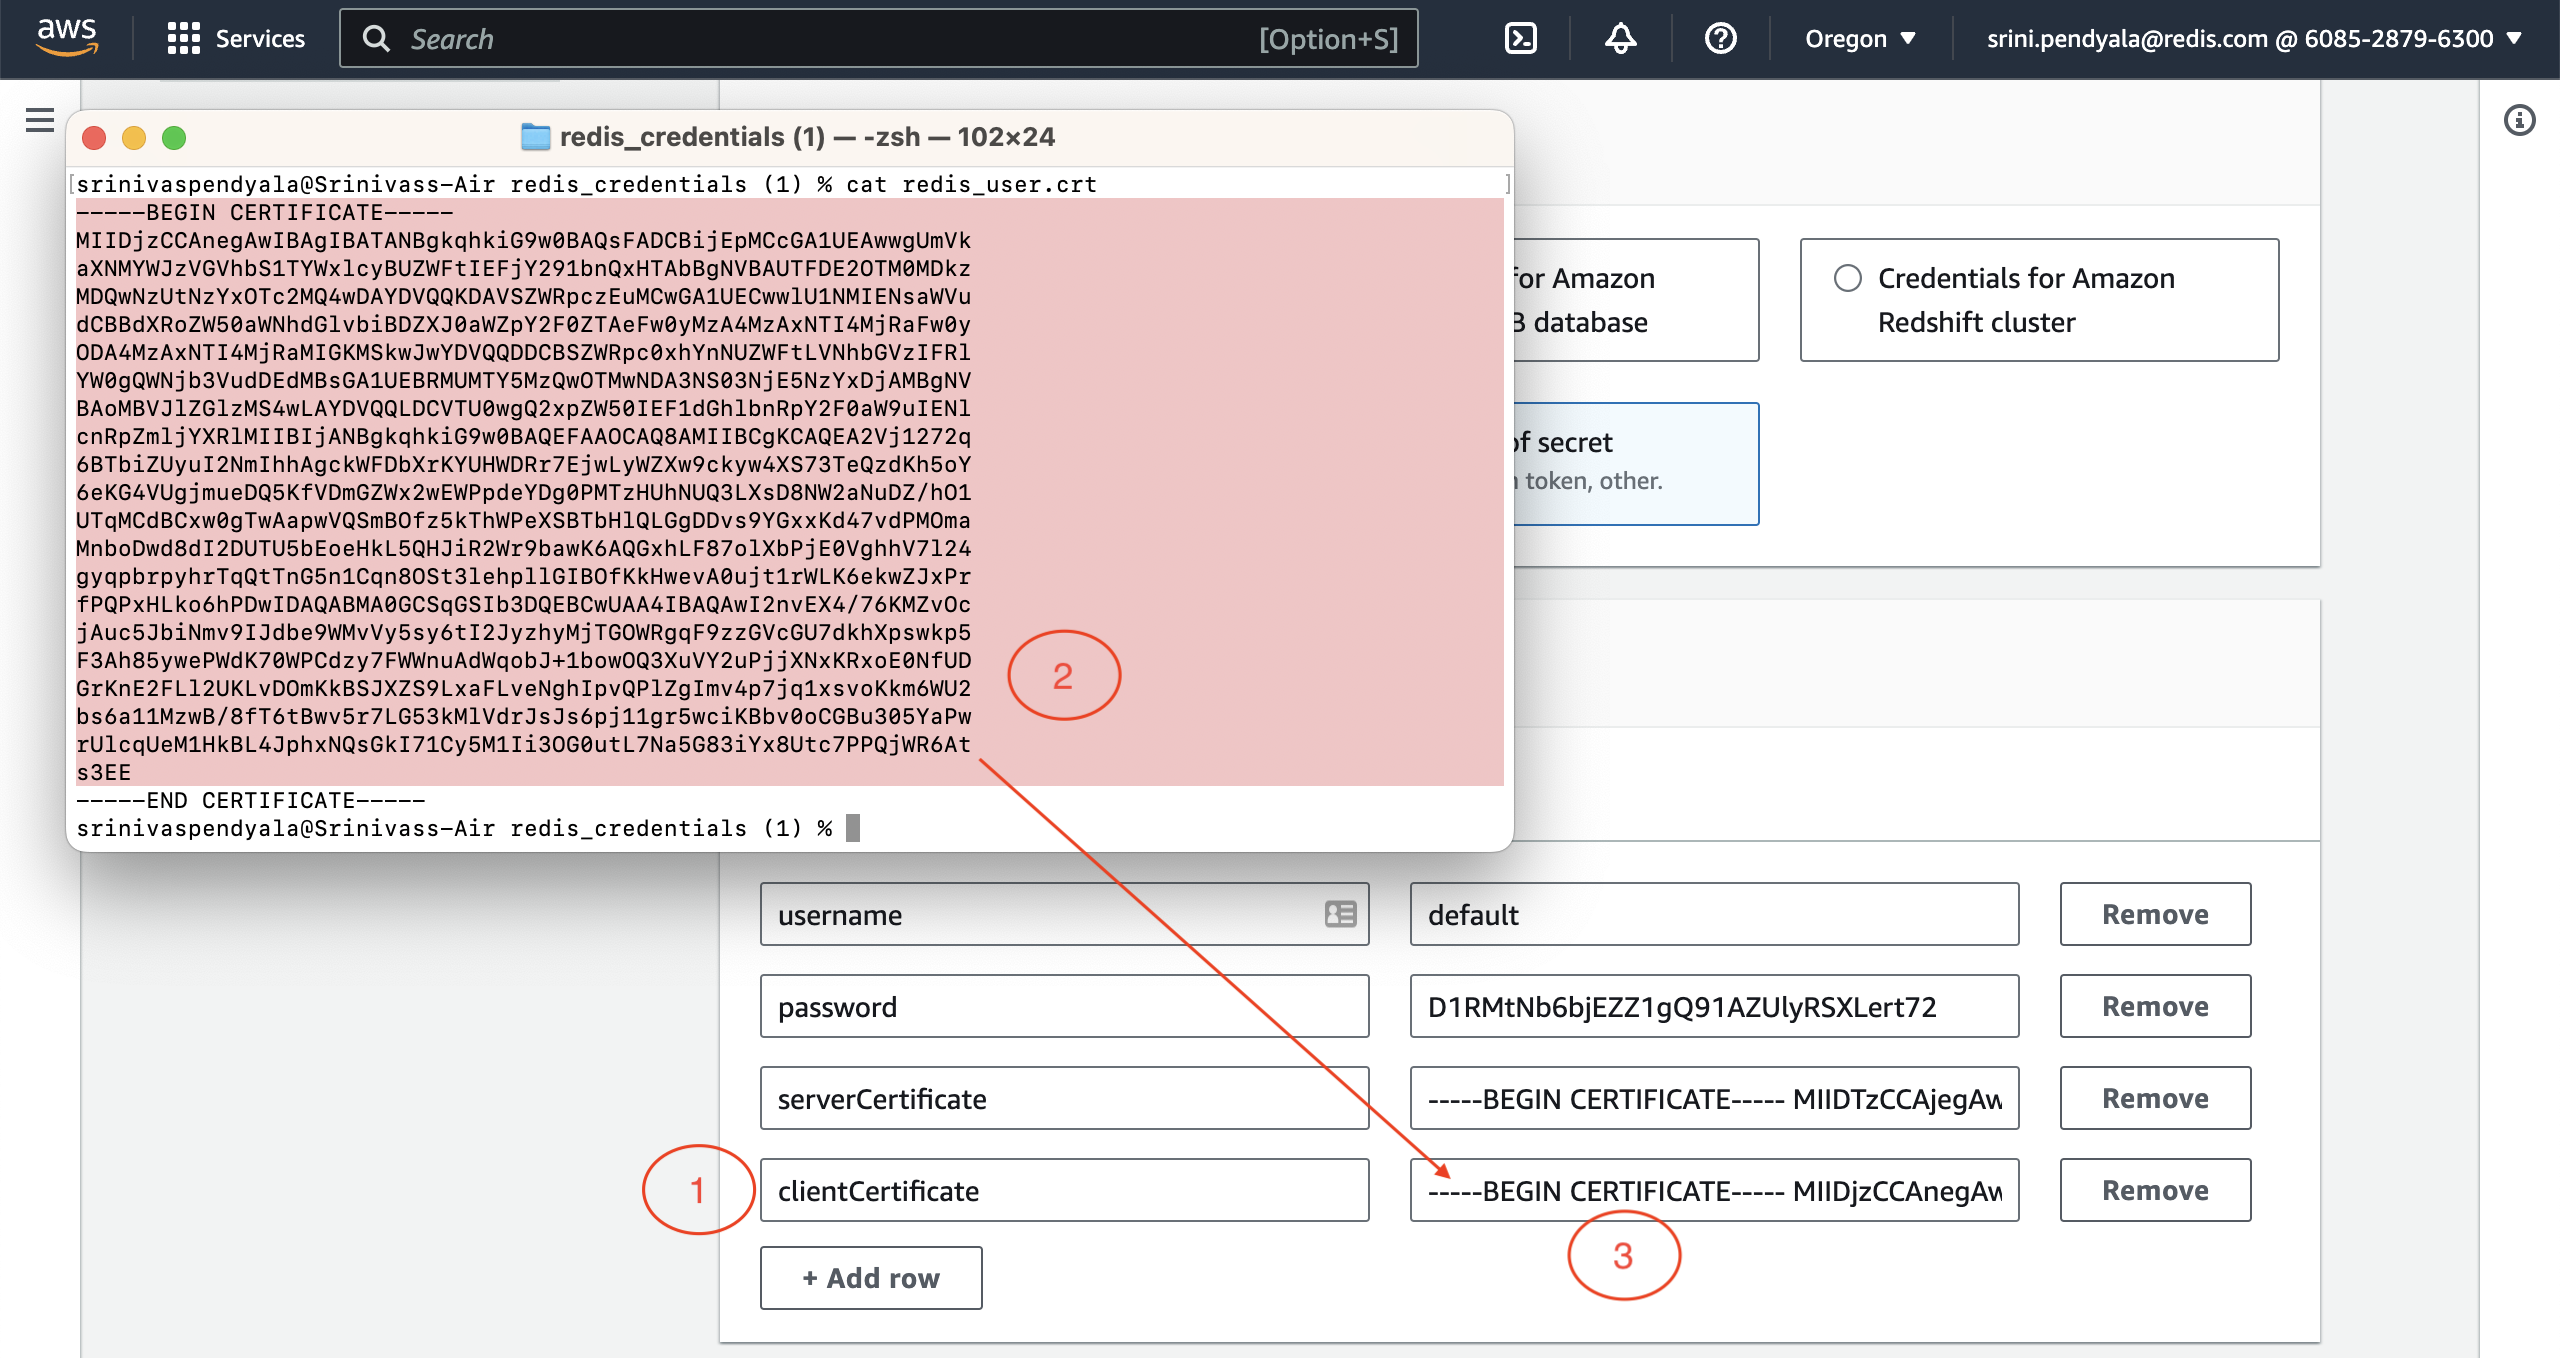 aws
Services
Search
[Option+S]
Oregon
srini.pendyala@redis.com @ 6085-2879-6300
redis_credentials (1) — -zsh — 102×24
srinivaspendyala@Srinivass-Air redis_credentials (1) % cat redis_user.crt
-----BEGIN CERTIFICATE-----
MIIDjzCCAnegAwIBAgIBATANBgkqhkiG9w0BAQsFADCBijEpMCcGA1UEAwwgUmVk
aXNMYWJzVGVhbS1TYWxlcyBUZWFtIEFjY291bnQxHTAbBgNVBAUTFDE2OTM0MDkz
MDQwNzUtNzYxOTc2MQ4wDAYDVQQKDAVSZWRpczEuMCwGA1UECwwlU1NMIENsaWVu
dCBBdXRoZW50aWNhdGlvbiBDZXJ0aWZpY2F0ZTAeFw0yMzA4MzAxNTI4MjRaFw0y
ODA4MzAxNTI4MjRaMIGKMSkwJwYDVQQDDCBSZWRpc0xhYnNUZWFtLVNhbGVzIFRl
YW0gQWNjb3VudDEdMBsGA1UEBRMUMTY5MzQwOTMwNDA3NS03NjE5NzYxDjAMBgNV
BAoMBVJlZGlzMS4wLAYDVQQLDCVTU0wgQ2xpZW50IEF1dGhlbnRpY2F0aW9uIENl
cnRpZmljYXRlMIIBIjANBgkqhkiG9w0BAQEFAAOCAQ8AMIIBCgKCAQEA2Vj1272q
6BTbiZUyuI2NmIhhAgckWFDbXrKYUHWDRr7EjwLyWZXw9ckyw4XS73TeQzdKh5oY
6eKG4VUgjmueDQ5KfVDmGZWx2wEWPpdeYDg0PMTzHUhNUQ3LXsD8NW2aNuDZ/hO1
UTqMCdBCxw0gTwAapwVQSmBOfz5kThWPeXSBTbHlQLGgDDvs9YGxxKd47vdPMOma
MnboDwd8dI2DUTU5bEoeHkL5QHJiR2Wr9bawK6AQGxhLF87olXbPjE0VghhV7l24
gyqpbrpyhrTqQtTnG5n1Cqn8OSt3lehpllGIBOfKkHwevA0ujt1rWLK6ekwZJxPr
fPQPxHLko6hPDwIDAQABMA0GCSqGSIb3DQEBCwUAA4IBAQAwI2nvEX4/76KMZvOc
jAuc5JbiNmv9IJdbe9WMvVy5sy6tI2JyzhyMjTGOWRgqF9zzGVcGU7dkhXpswkp5
F3Ah85ywePWdK70WPCdzy7FWWnuAdWqobJ+1bowOQ3XuVY2uPjjXNxKRxoE0NfUD
GrKnE2FLl2UKLvDOmKkBSJXZS9LxaFLveNghIpvQPlZgImv4p7jq1xsvoKkm6WU2
bs6a11MzwB/8fT6tBwv5r7LG53kMlVdrJsJs6pj11gr5wciKBbv0oCGBu305YaPw
rUlcqUeM1HkBL4JphxNQsGkI71Cy5M1Ii3OG0utL7Na5G83iYx8Utc7PPQjWR6At
s3EE
-----END CERTIFICATE-----
srinivaspendyala@Srinivass-Air redis_credentials (1) %
for Amazon
B database
Credentials for Amazon
Redshift cluster
of secret
token, other.
2
username
default
Remove
password
D1RMtNb6bjEZZ1gQ91AZUlyRSXLert72
Remove
serverCertificate
-----BEGIN CERTIFICATE----- MIIDTzCCAjegAw
Remove
1
clientCertificate
-----BEGIN CERTIFICATE----- MIIDjzCCAnegAw
Remove
3
+ Add row